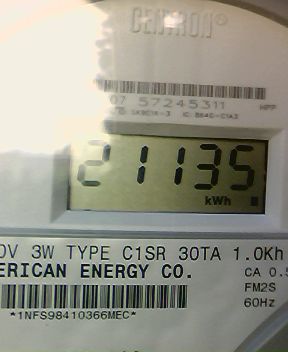 CENTRON®
07 57245311
21135
kWh
0V 3W TYPE C1SR 30TA 1.0Kh
ERICAN ENERGY CO.
CA 0.5
FM2S
60Hz
*1NFS98410366MEC*